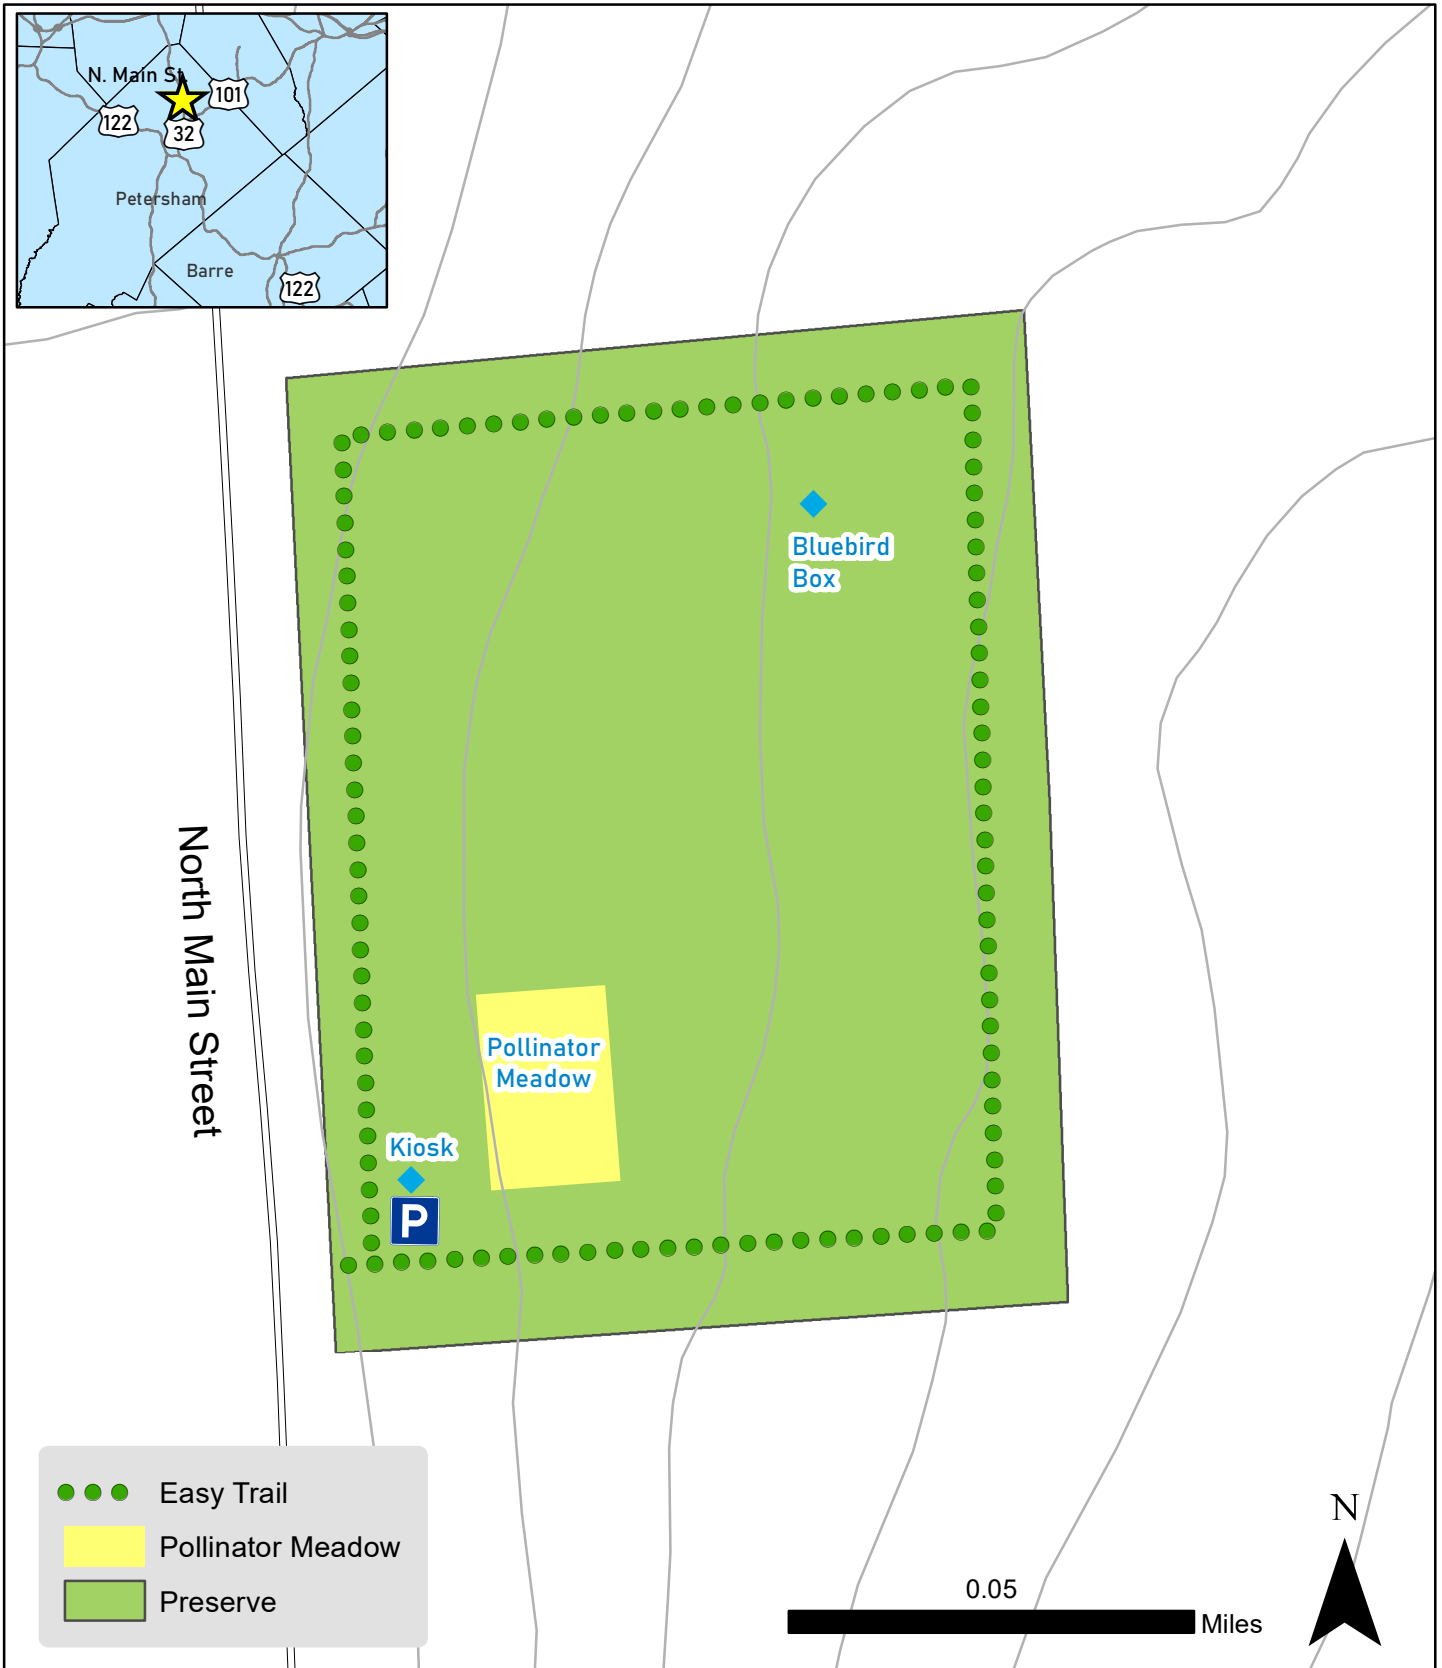 N. Main St.
101
122
32
Petersham
Barre
122
Bluebird
Box
North Main Street
Pollinator
Meadow
Kiosk
P
Easy Trail
Pollinator Meadow
Preserve
N
0.05
Miles